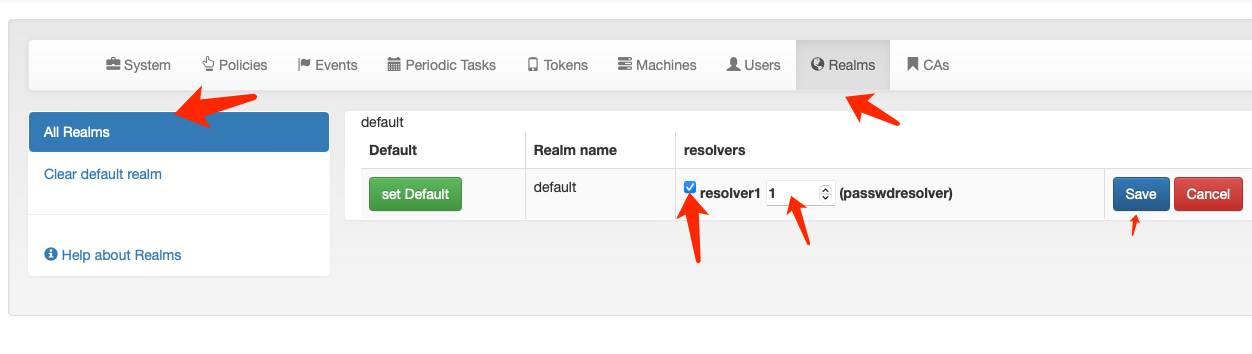 System Policies Events Periodic Tasks Tokens Machines Users Realms CAs
All Realms
Clear default realm
Help about Realms
default
Default Realm name resolvers
set Default default resolver1 1 (passwdresolver) Save Cancel